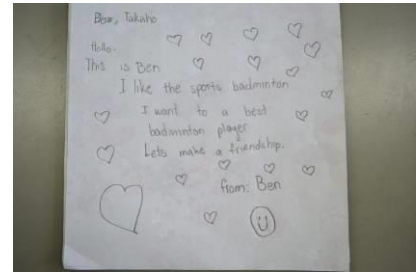 Dear, Takaho
Hello.
This is Ben
I like the sports badminton
I want to a best
badminton player
Lets make a friendship.
from: Ben